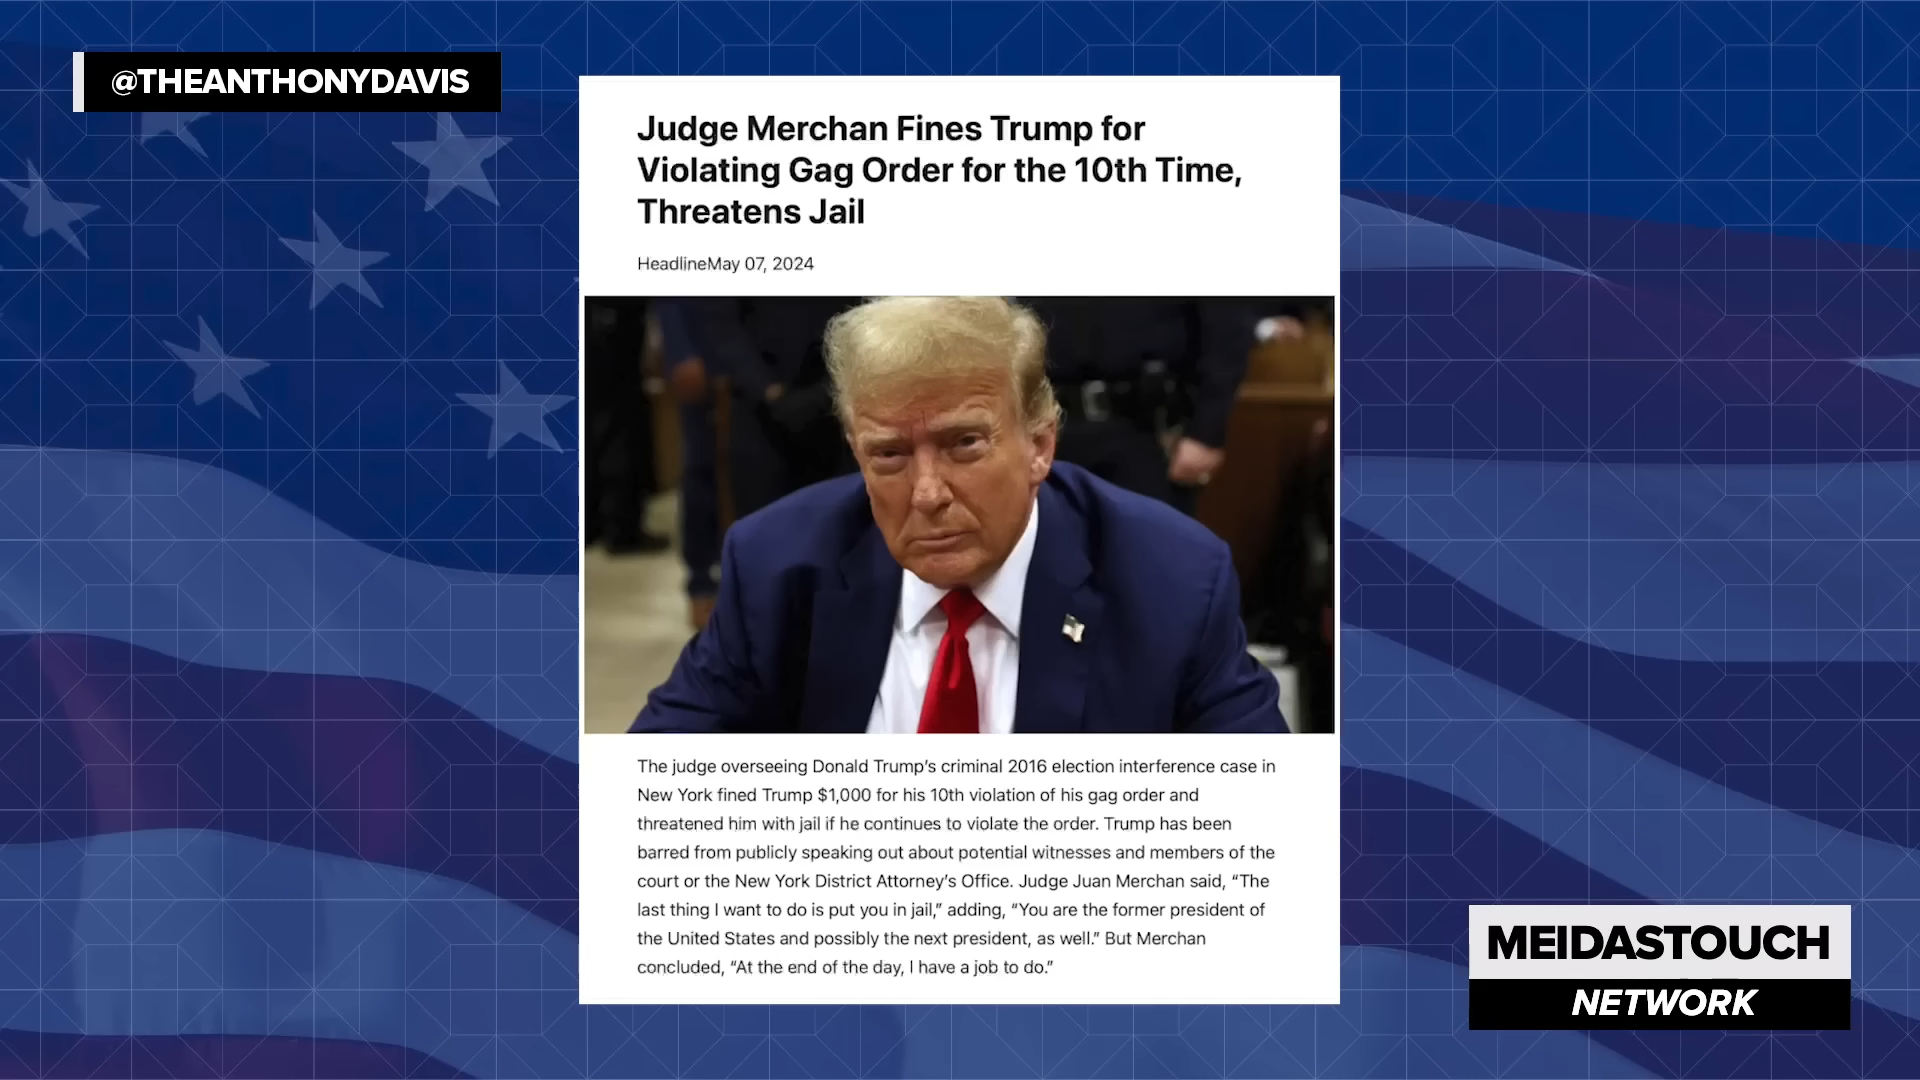 @THEANTHONYDAVIS
Judge Merchan Fines Trump for
Violating Gag Order for the 10th Time,
Threatens Jail
HeadlineMay 07, 2024
The judge overseeing Donald Trump's criminal 2016 election interference case in
New York fined Trump $1,000 for his 10th violation of his gag order and
threatened him with jail if he continues to violate the order. Trump has been
barred from publicly speaking out about potential witnesses and members of the
court or the New York District Attorney's Office. Judge Juan Merchan said, “The
last thing I want to do is put you in jail,” adding, “You are the former president of
the United States and possibly the next president, as well.” But Merchan
concluded, “At the end of the day, I have a job to do.”
MEIDASTOUCH
NETWORK